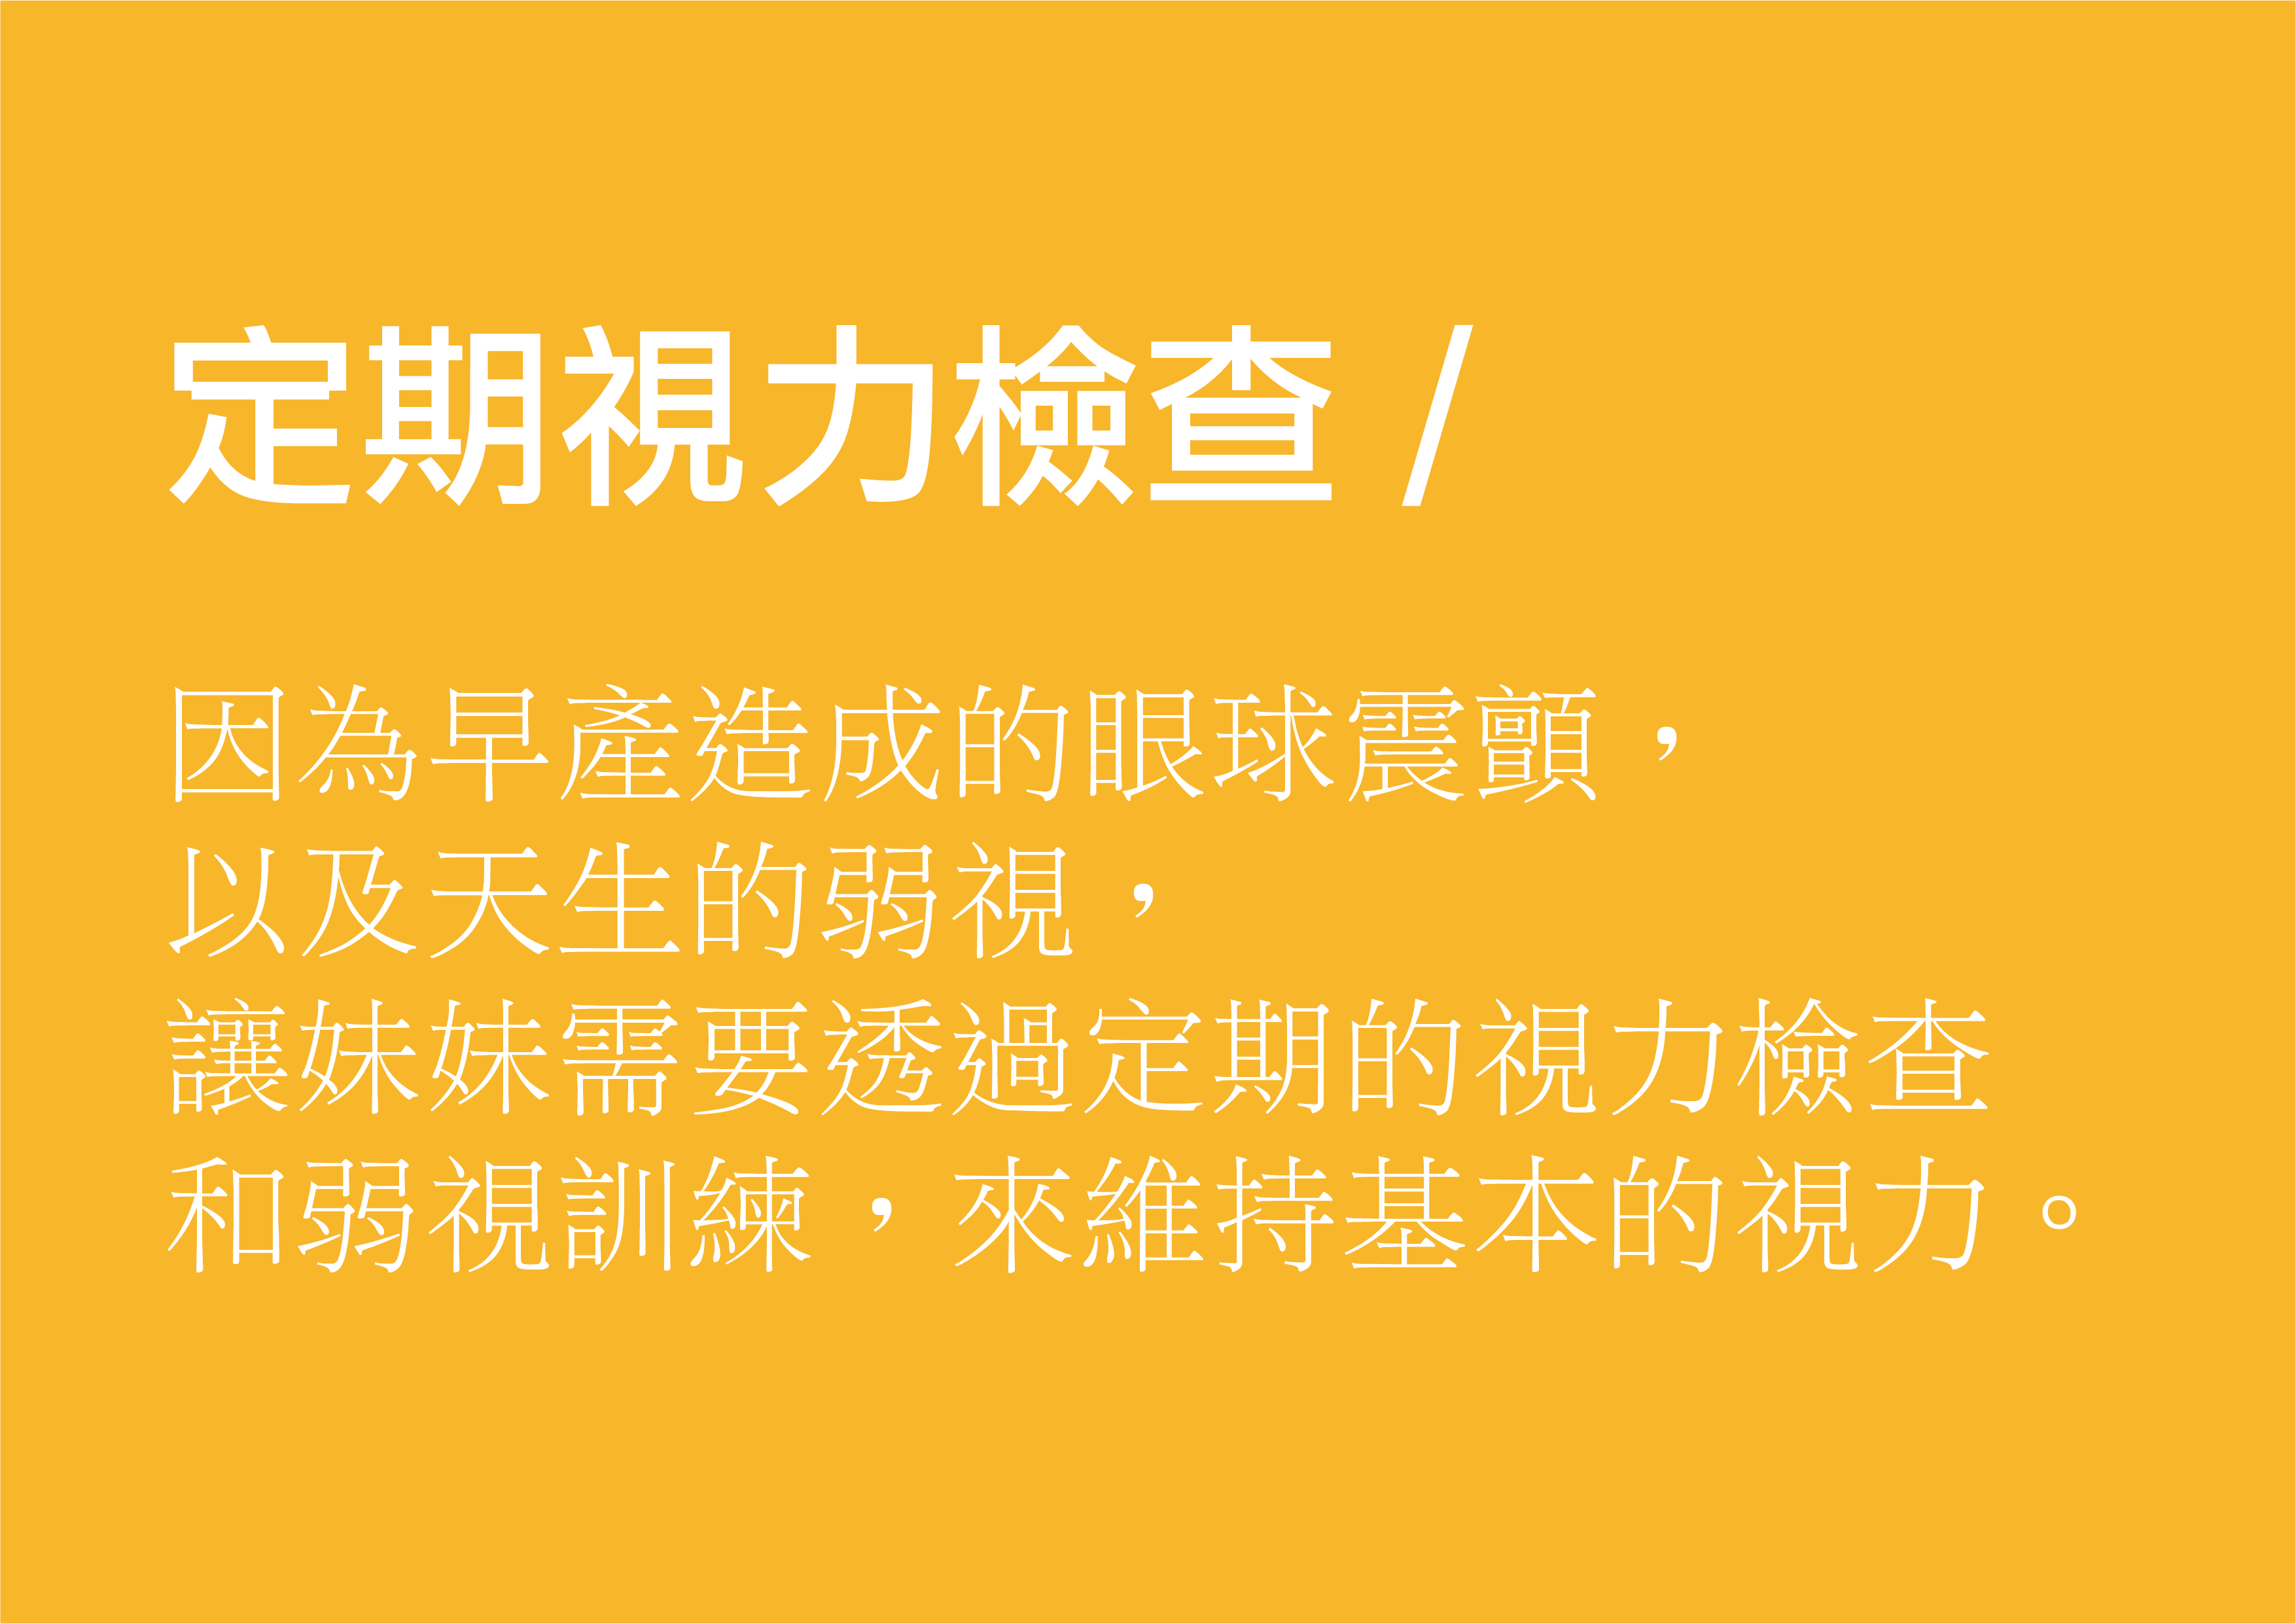 定期視力檢查 /
因為早產造成的眼球震顫，
以及天生的弱視，
讓妹妹需要透過定期的視力檢查
和弱視訓練，來維持基本的視力 。